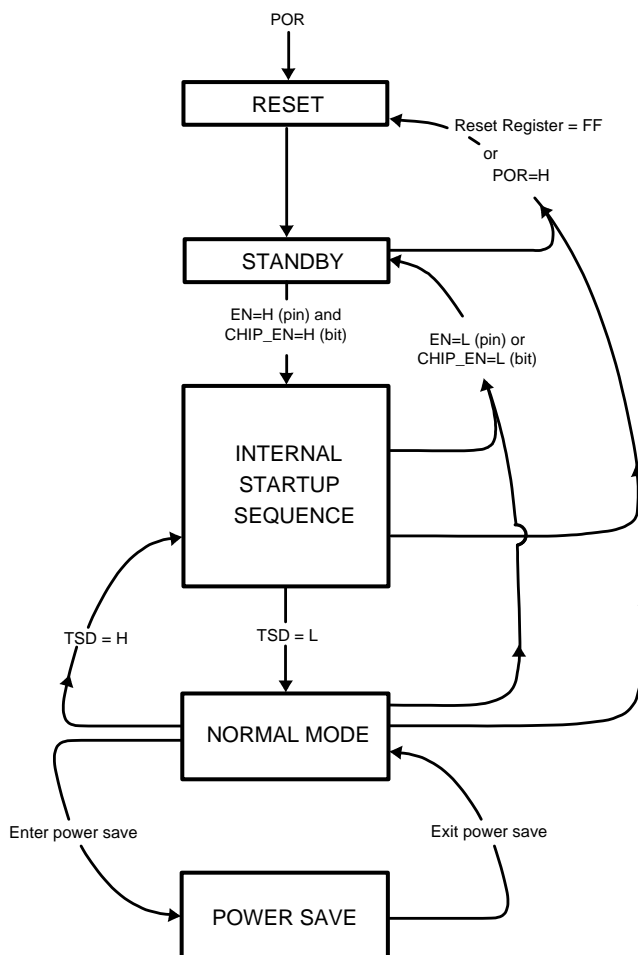 POR
RESET
Reset Register = FF
or
POR=H
STANDBY
EN=H (pin) and
CHIP_EN=H (bit)
EN=L (pin) or
CHIP_EN=L (bit)
INTERNAL
STARTUP
SEQUENCE
TSD = H
TSD = L
NORMAL MODE
Enter power save
Exit power save
POWER SAVE